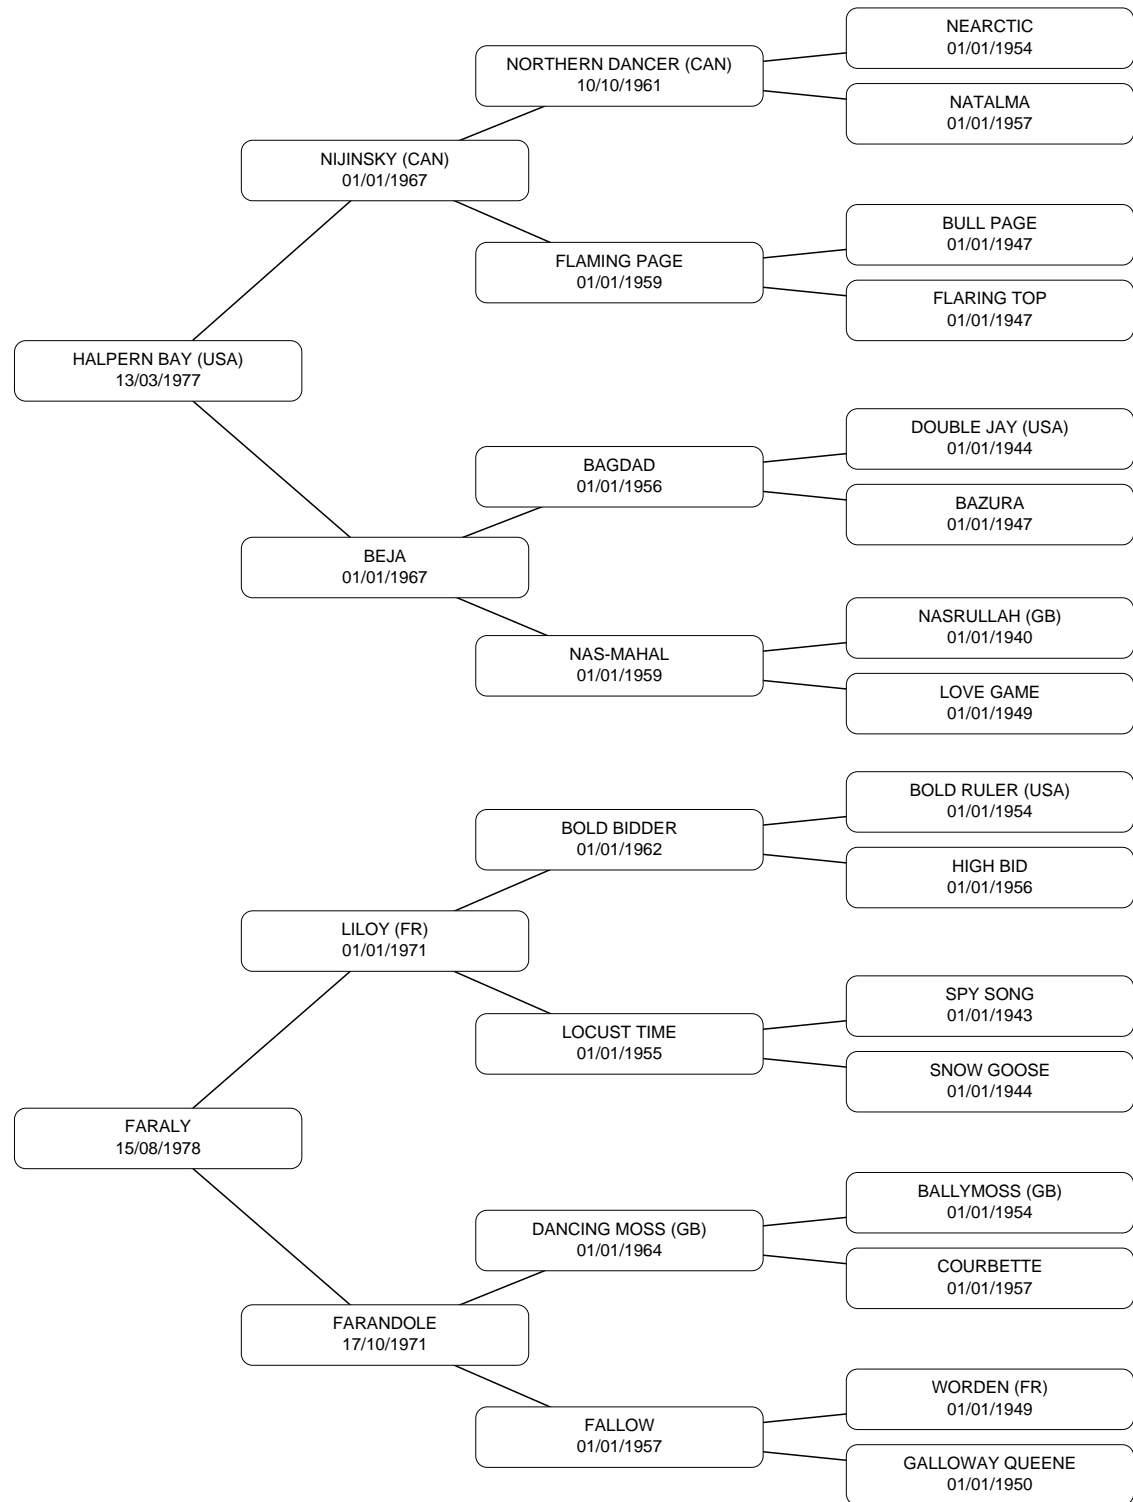 NEARCTIC
01/01/1954
NORTHERN DANCER (CAN)
10/10/1961
NATALMA
01/01/1957
NIJINSKY (CAN)
01/01/1967
BULL PAGE
01/01/1947
FLAMING PAGE
01/01/1959
FLARING TOP
01/01/1947
HALPERN BAY (USA)
13/03/1977
DOUBLE JAY (USA)
01/01/1944
BAGDAD
01/01/1956
BAZURA
01/01/1947
BEJA
01/01/1967
NASRULLAH (GB)
01/01/1940
NAS-MAHAL
01/01/1959
LOVE GAME
01/01/1949
BOLD RULER (USA)
01/01/1954
BOLD BIDDER
01/01/1962
HIGH BID
01/01/1956
LILOY (FR)
01/01/1971
SPY SONG
01/01/1943
LOCUST TIME
01/01/1955
SNOW GOOSE
01/01/1944
FARALY
15/08/1978
BALLYMOSS (GB)
01/01/1954
DANCING MOSS (GB)
01/01/1964
COURBETTE
01/01/1957
FARANDOLE
17/10/1971
WORDEN (FR)
01/01/1949
FALLOW
01/01/1957
GALLOWAY QUEENE
01/01/1950